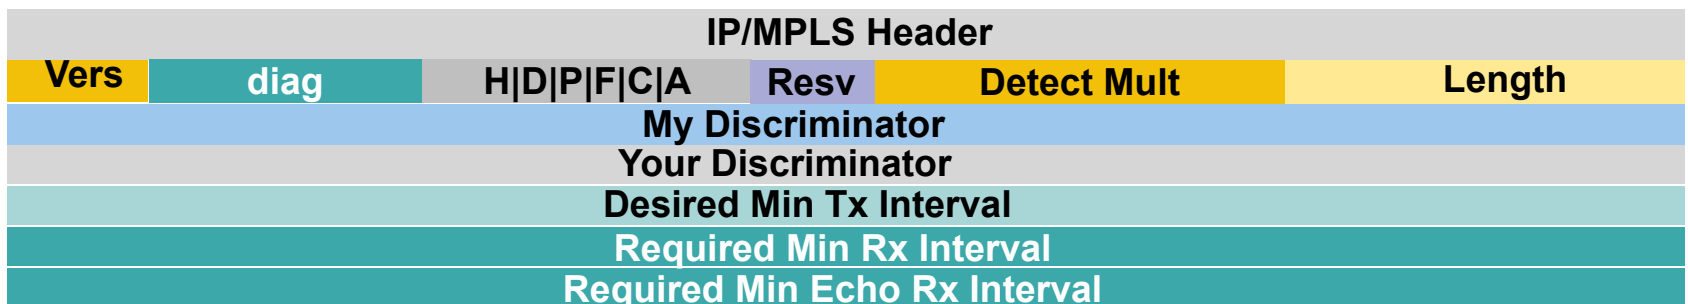 IP/MPLS Header
Vers diag H|D|P|F|C|A Resv Detect Mult Length
My Discriminator
Your Discriminator
Desired Min Tx Interval
Required Min Rx Interval
Required Min Echo Rx Interval